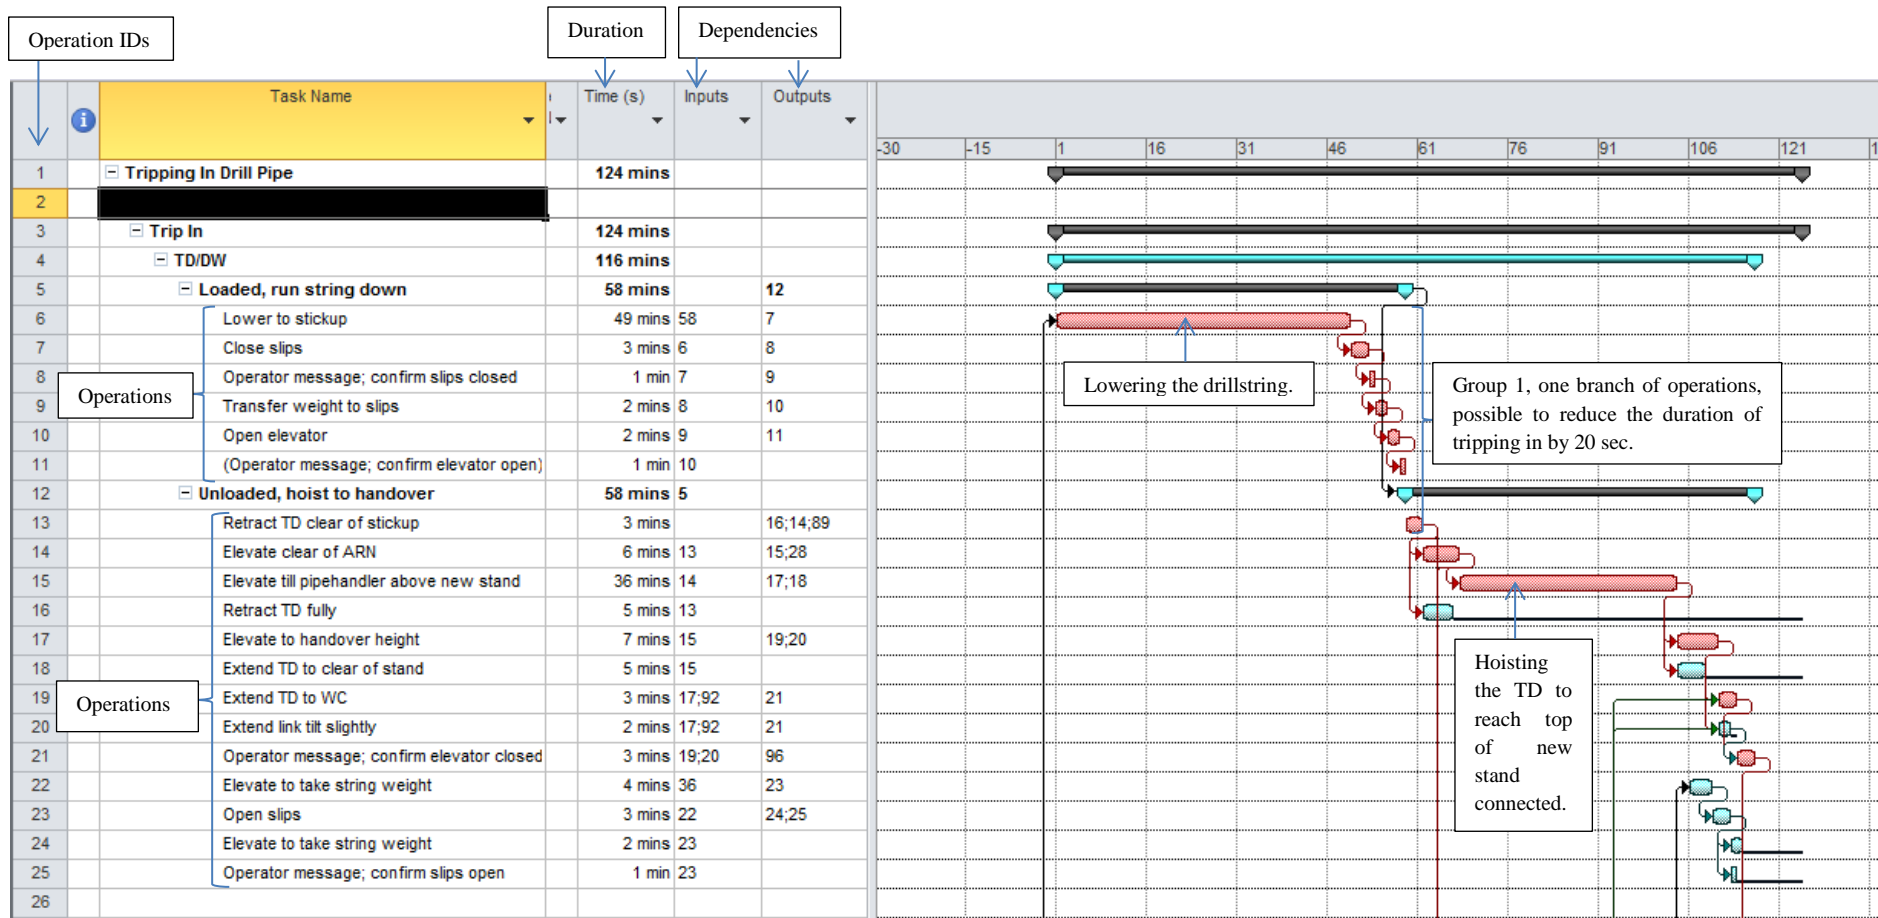 Operation IDs
Duration
Dependencies
Task Name
Time (s)
Inputs
Outputs
-30 -15 1 16 31 46 61 76 91 106 121 1
1 Tripping In Drill Pipe 124 mins
2
3 Trip In 124 mins
4 TD/DW 116 mins
5 Loaded, run string down 58 mins 12
6 Lower to stickup 49 mins 58 7
7 Close slips 3 mins 6 8
8 Operator message; confirm slips closed 1 min 7 9
9 Transfer weight to slips 2 mins 8 10
10 Open elevator 2 mins 9 11
11 (Operator message; confirm elevator open) 1 min 10
12 Unloaded, hoist to handover 58 mins 5
13 Retract TD clear of stickup 3 mins 16;14;89
14 Elevate clear of ARN 6 mins 13 15;28
15 Elevate till pipehandler above new stand 36 mins 14 17;18
16 Retract TD fully 5 mins 13
17 Elevate to handover height 7 mins 15 19;20
18 Extend TD to clear of stand 5 mins 15
19 Extend TD to WC 3 mins 17;92 21
20 Extend link tilt slightly 2 mins 17;92 21
21 Operator message; confirm elevator closed 3 mins 19;20 96
22 Elevate to take string weight 4 mins 36 23
23 Open slips 3 mins 22 24;25
24 Elevate to take string weight 2 mins 23
25 Operator message; confirm slips open 1 min 23
26
Operations
Operations
Lowering the drillstring.
Group 1, one branch of operations,
possible to reduce the duration of
tripping in by 20 sec.
Hoisting
the TD to
reach top
of new
stand
connected.